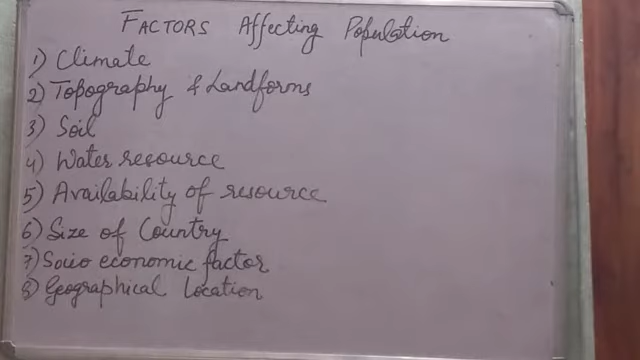 FACTORS Affecting Population
1) Climate
2) Topography & Landforms
3) Soil
4) Water resource
5) Availability of resource
6) Size of Country
7) Socio economic factor
8) Geographical Location